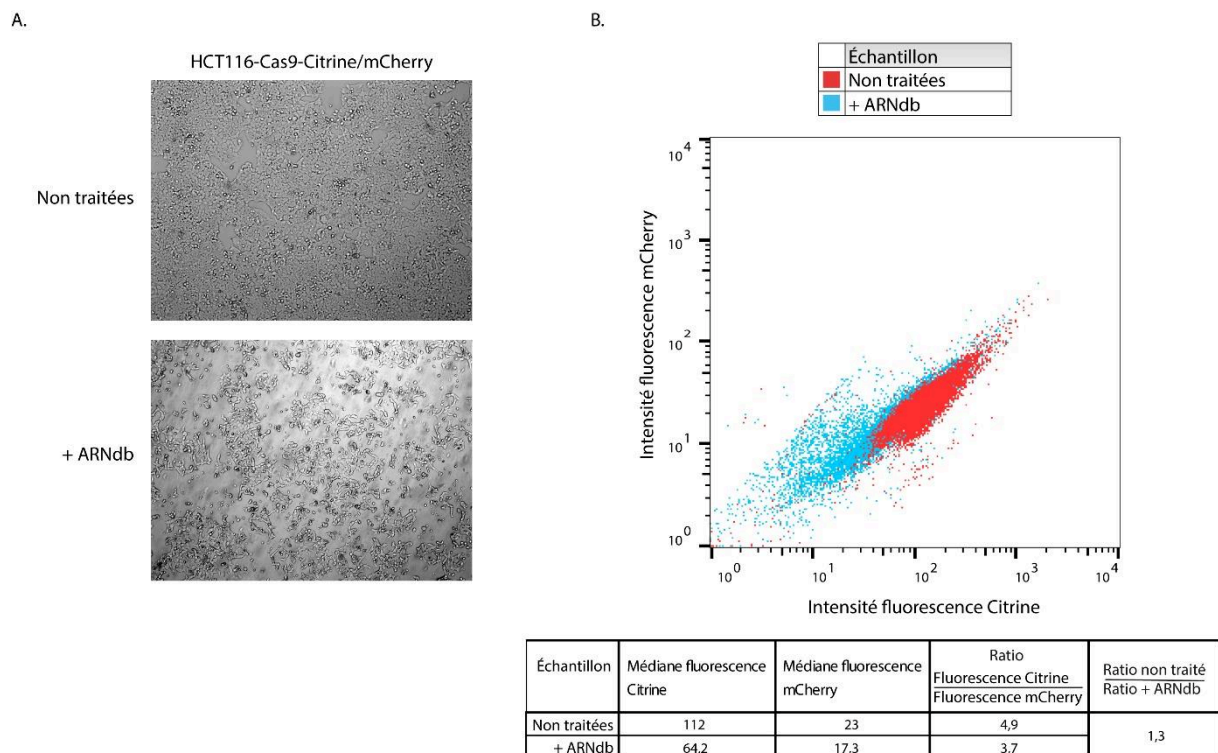 A.
HCT116-Cas9-Citrine/mCherry
Non traitées
+ ARNdb
B.
Échantillon
Non traitées
+ ARNdb
10^4
10^3
10^2
10^1
10^0
Intensité fluorescence mCherry
10^0 10^1 10^2 10^3 10^4
Intensité fluorescence Citrine
Échantillon
Médiane fluorescence
Citrine
Médiane fluorescence
mCherry
Ratio
Fluorescence Citrine
Fluorescence mCherry
Ratio non traité
Ratio + ARNdb
Non traitées 112 23 4,9
1,3
+ ARNdb 64.2 17.3 3.7